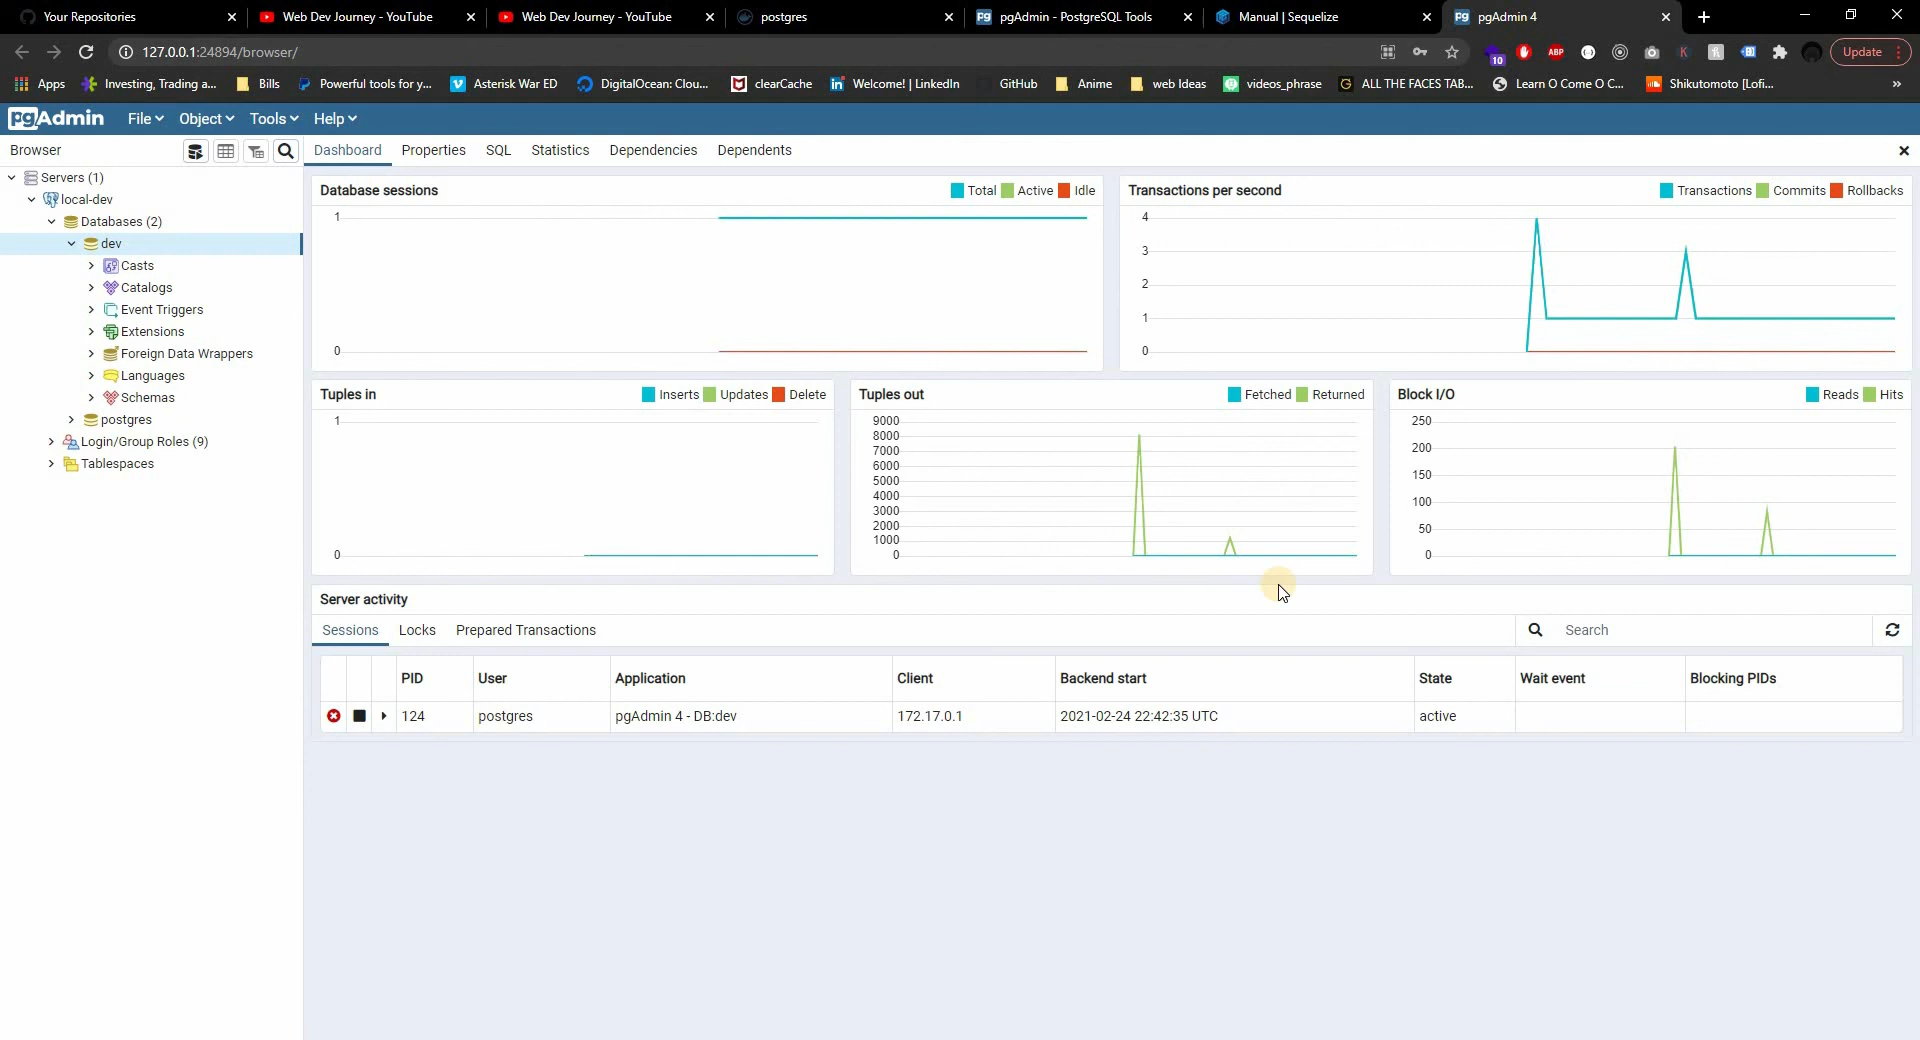 Your Repositories
Web Dev Journey - YouTube
Web Dev Journey - YouTube
postgres
pgAdmin - PostgreSQL Tools
Manual | Sequelize
pgAdmin 4
127.0.0.1:24894/browser/
10
ABP
K
Update
Apps
Investing, Trading a...
Bills
Powerful tools for y...
Asterisk War ED
DigitalOcean: Clou...
clearCache
Welcome! | LinkedIn
GitHub
Anime
web Ideas
videos_phrase
ALL THE FACES TAB...
Learn O Come O C...
Shikutomoto [Lofi...
»
pgAdmin
File
Object
Tools
Help
Browser
Dashboard
Properties
SQL
Statistics
Dependencies
Dependents
Servers (1)
local-dev
Databases (2)
dev
Casts
Catalogs
Event Triggers
Extensions
Foreign Data Wrappers
Languages
Schemas
postgres
Login/Group Roles (9)
Tablespaces
Database sessions
Total Active Idle
1
0
Transactions per second
Transactions Commits Rollbacks
4
3
2
1
0
Tuples in
Inserts Updates Delete
1
0
Tuples out
Fetched Returned
9000
8000
7000
6000
5000
4000
3000
2000
1000
0
Block I/O
Reads Hits
250
200
150
100
50
0
Server activity
Sessions Locks Prepared Transactions
Search
PID User Application Client Backend start State Wait event Blocking PIDs
124 postgres pgAdmin 4 - DB:dev 172.17.0.1 2021-02-24 22:42:35 UTC active